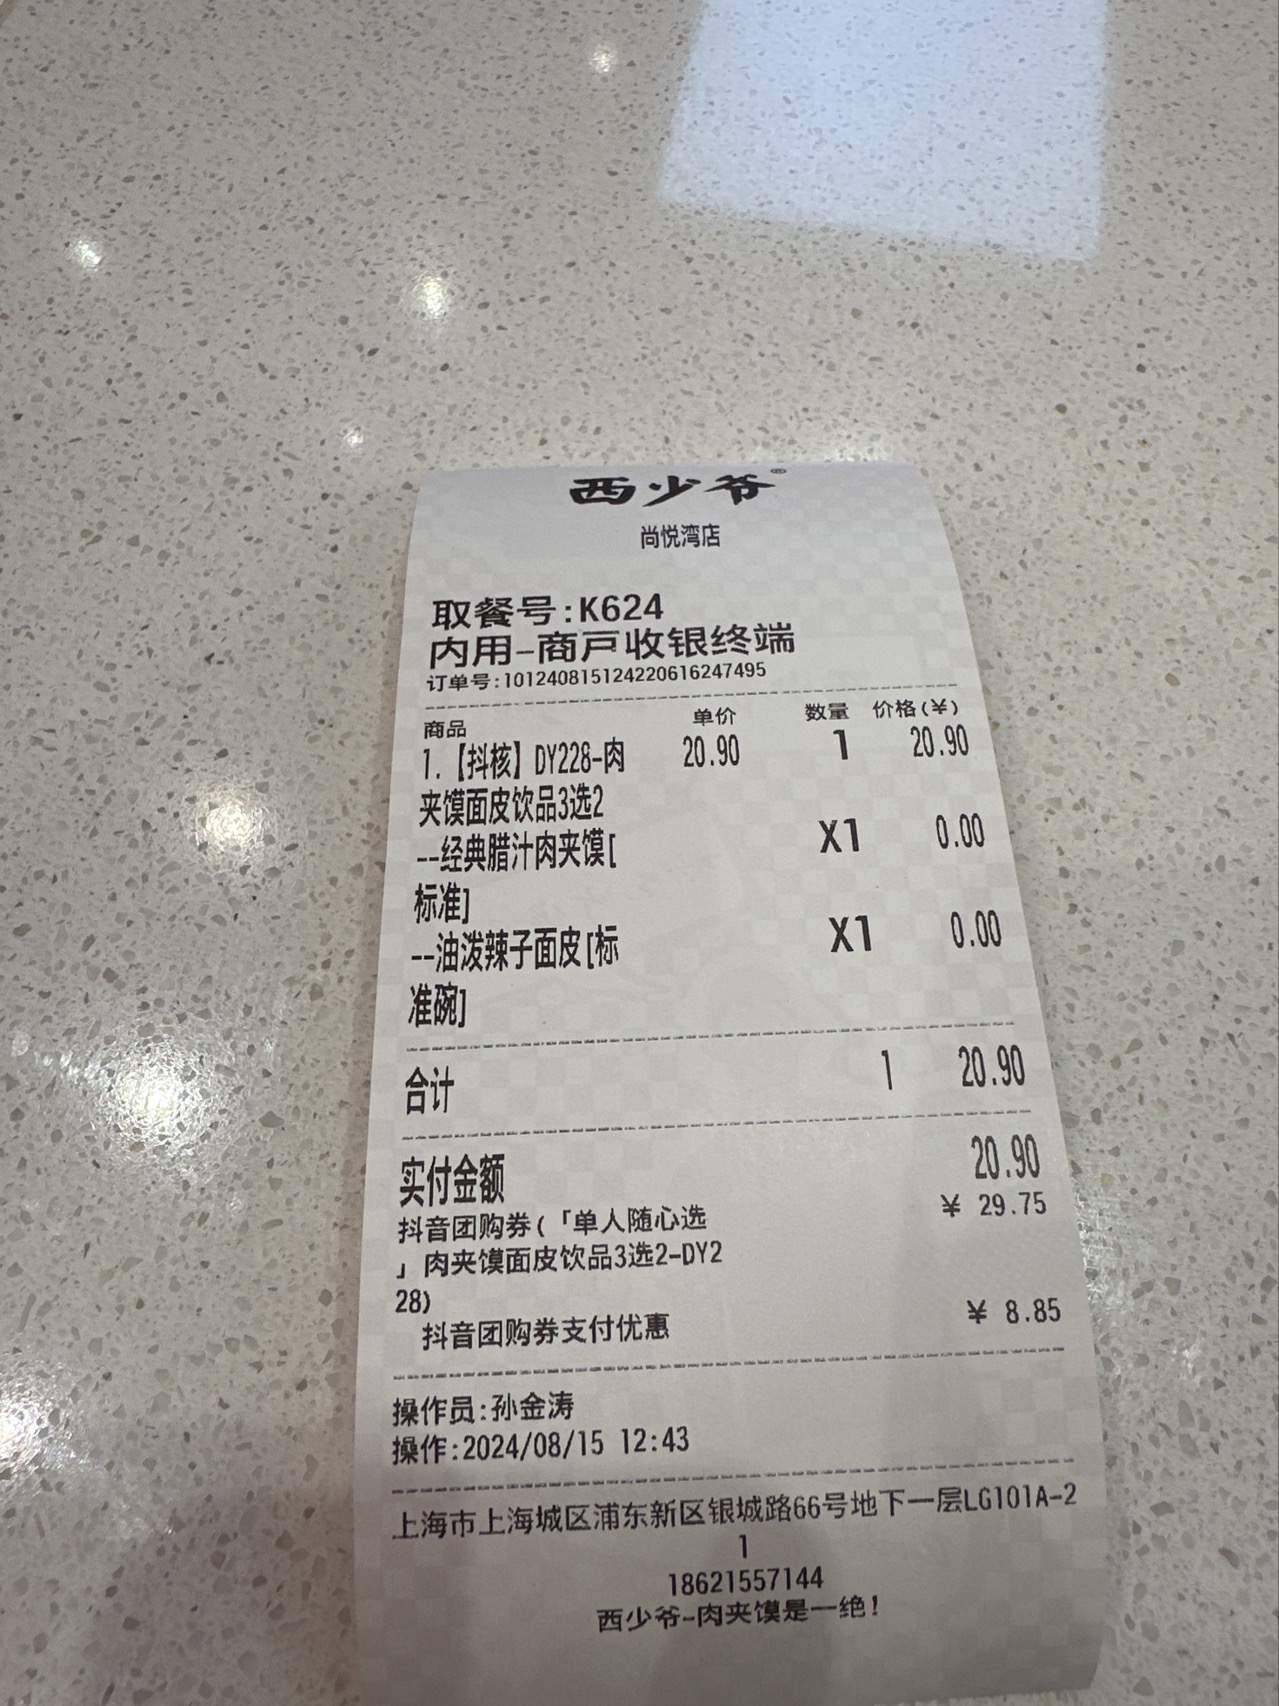 西少爷®
尚悦湾店
取餐号:K624
内用-商户收银终端
订单号:101240815124220616247495
商品 单价 数量 价格(¥)
1.【抖核】DY228-肉 20.90 1 20.90
夹馍面皮饮品3选2
--经典腊汁肉夹馍[ X1 0.00
标准]
--油泼辣子面皮[标 X1 0.00
准碗]
合计 1 20.90
实付金额 20.90
抖音团购券(「单人随心选 ¥ 29.75
」肉夹馍面皮饮品3选2-DY2
28)
抖音团购券支付优惠 ¥ 8.85
操作员:孙金涛
操作:2024/08/15 12:43
上海市上海城区浦东新区银城路66号地下一层LG101A-2
1
18621557144
西少爷-肉夹馍是一绝!